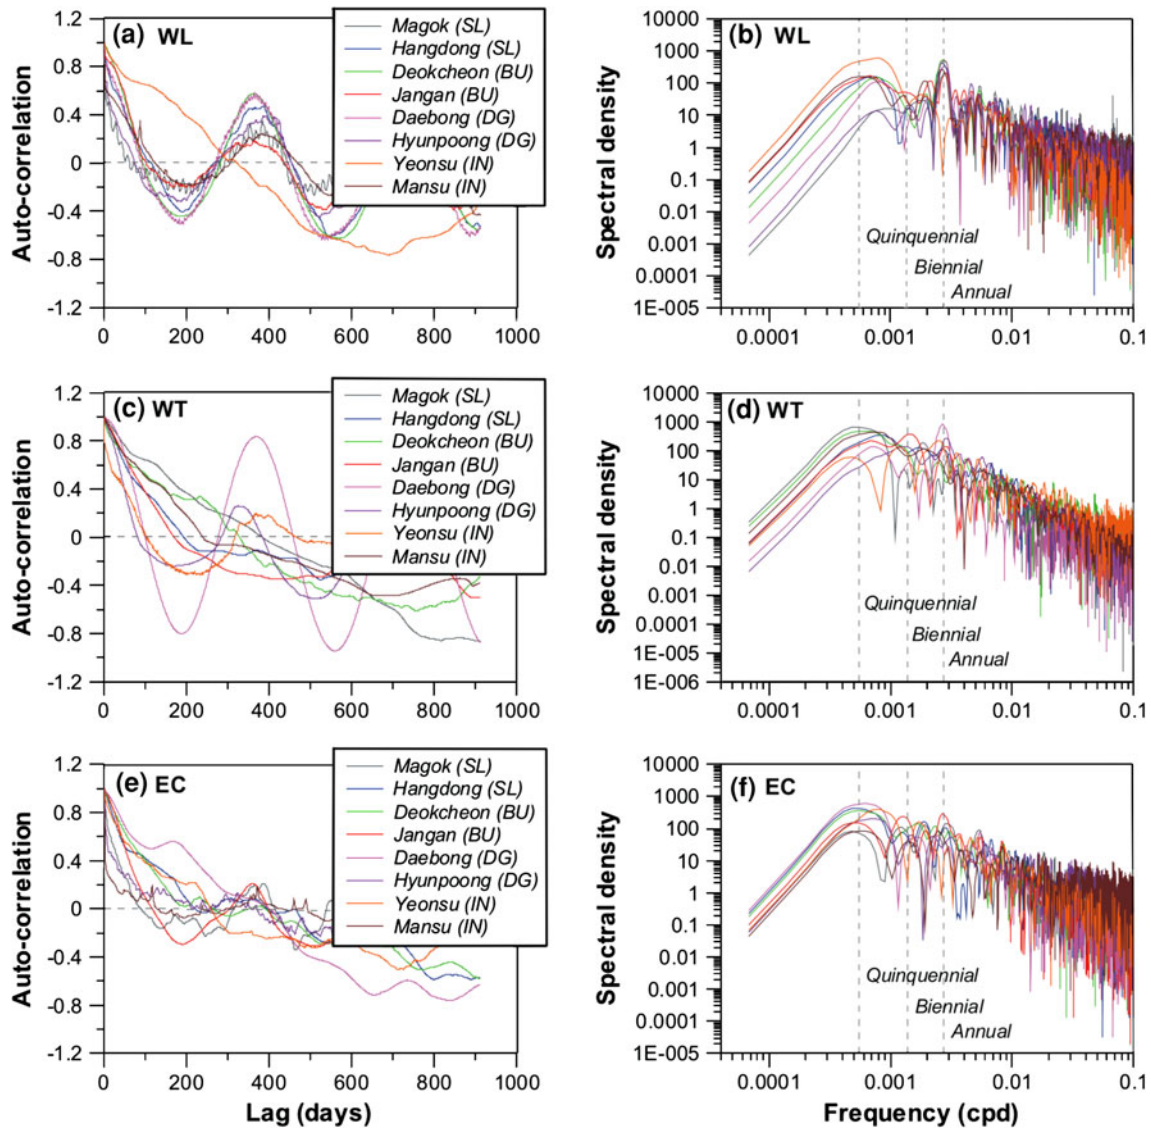 (a) WL
Auto-correlation
1.2
0.8
0.4
0
-0.4
-0.8
-1.2
0 200 400 600 800 1000
Magok (SL)
Hangdong (SL)
Deokcheon (BU)
Jangan (BU)
Daebong (DG)
Hyunpoong (DG)
Yeonsu (IN)
Mansu (IN)
(b) WL
Spectral density
10000
1000
100
10
1
0.1
0.01
0.001
0.0001
1E-005
0.0001 0.001 0.01 0.1
Quinquennial
Biennial
Annual
(c) WT
Auto-correlation
1.2
0.8
0.4
0
-0.4
-0.8
-1.2
0 200 400 600 800 1000
Magok (SL)
Hangdong (SL)
Deokcheon (BU)
Jangan (BU)
Daebong (DG)
Hyunpoong (DG)
Yeonsu (IN)
Mansu (IN)
(d) WT
Spectral density
10000
1000
100
10
1
0.1
0.01
0.001
0.0001
1E-005
1E-006
0.0001 0.001 0.01 0.1
Quinquennial
Biennial
Annual
(e) EC
Auto-correlation
1.2
0.8
0.4
0
-0.4
-0.8
-1.2
0 200 400 600 800 1000
Lag (days)
Magok (SL)
Hangdong (SL)
Deokcheon (BU)
Jangan (BU)
Daebong (DG)
Hyunpoong (DG)
Yeonsu (IN)
Mansu (IN)
(f) EC
Spectral density
10000
1000
100
10
1
0.1
0.01
0.001
0.0001
1E-005
0.0001 0.001 0.01 0.1
Frequency (cpd)
Quinquennial
Biennial
Annual